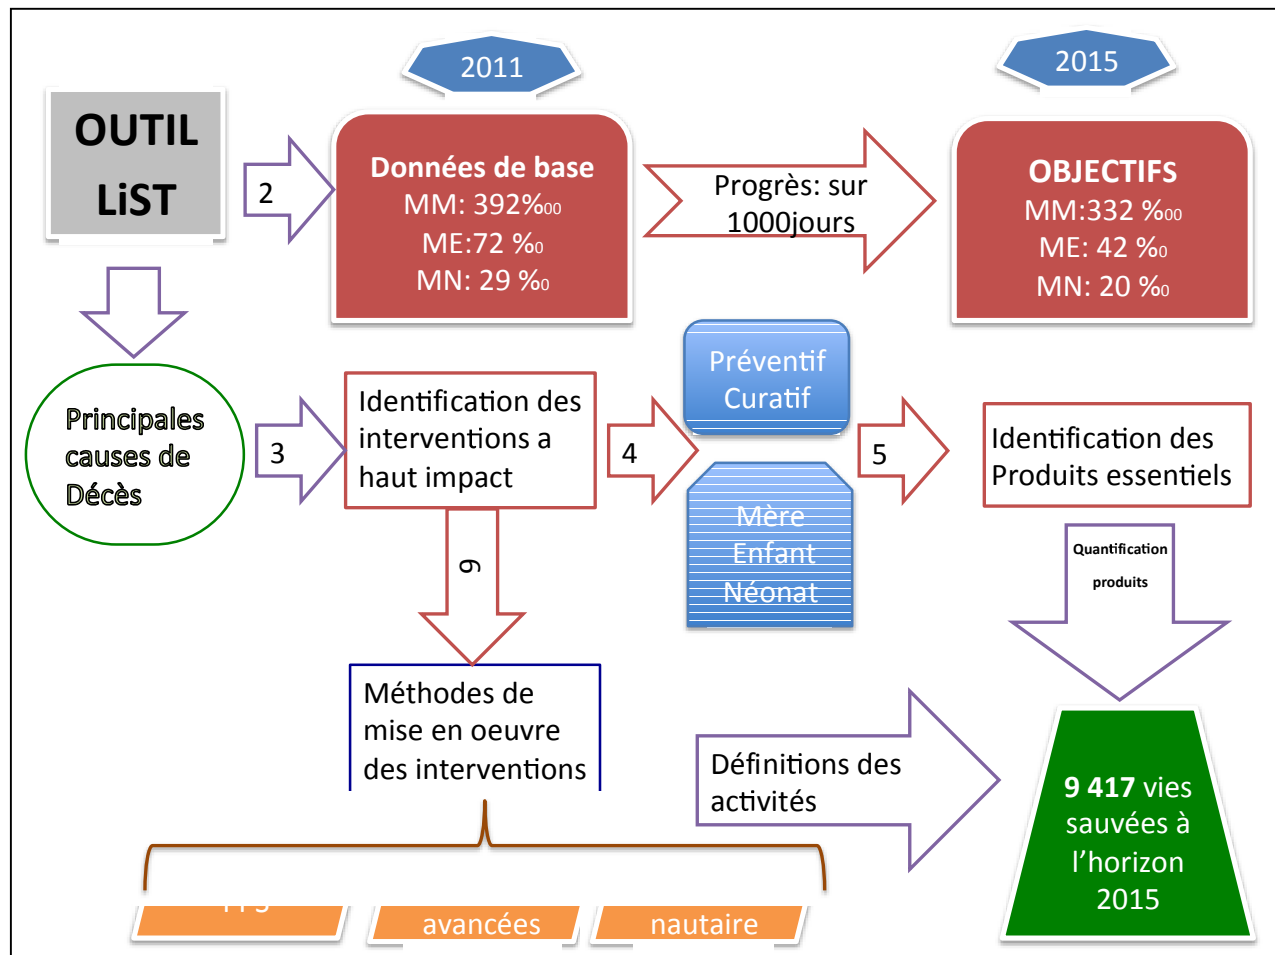 2011
2015
OUTIL
LiST
2
Données de base
MM: 392%₀₀
ME:72 %₀
MN: 29 %₀
Progrès: sur
1000jours
OBJECTIFs
MM:332 %₀₀
ME: 42 %₀
MN: 20 %₀
Principales
causes de
Décès
3
Identification des
interventions a
haut impact
4
Préventif
Curatif
Mère
Enfant
Néonat
5
Identification des
Produits essentiels
Quantification
produits
6
Méthodes de
mise en oeuvre
des interventions
Définitions des
activités
9 417 vies
sauvées à
l'horizon
2015
avancées
nautaire